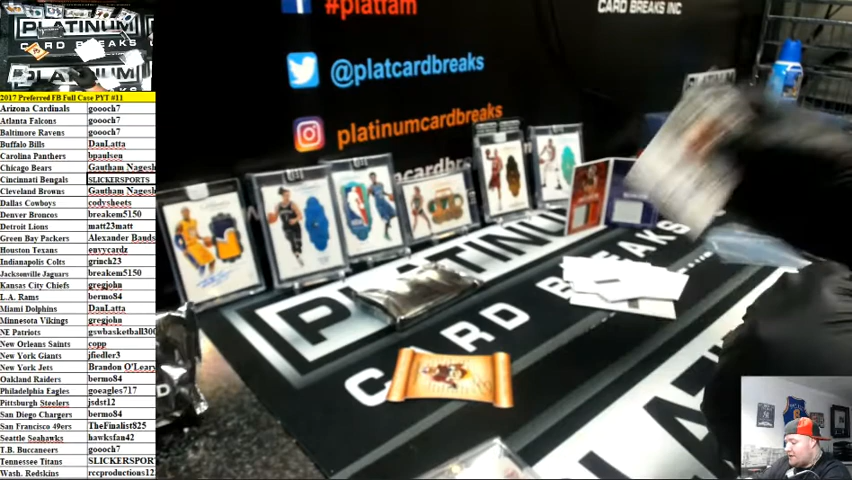 PLATINUM
CARD BREAKS
PLATINUM
2017 Preferred FB Full Case PYT #11
Arizona Cardinals goooch7
Atlanta Falcons goooch7
Baltimore Ravens goooch7
Buffalo Bills DanLatta
Carolina Panthers bpaulsen
Chicago Bears Gautham Nagesh
Cincinnati Bengals SLICKERSPORTS
Cleveland Browns Gautham Nagesh
Dallas Cowboys codysheets
Denver Broncos breakem5150
Detroit Lions matt23matt
Green Bay Packers Alexander Bauds
Houston Texans envycardz
Indianapolis Colts grinch23
Jacksonville Jaguars breakem5150
Kansas City Chiefs gregjohn
L.A. Rams bermo84
Miami Dolphins DanLatta
Minnesota Vikings gregjohn
NE Patriots gswbasketball300
New Orleans Saints copp
New York Giants jfiedler3
New York Jets Brandon O'Leary
Oakland Raiders bermo84
Philadelphia Eagles goeagles717
Pittsburgh Steelers jsdst12
San Diego Chargers bermo84
San Francisco 49ers TheFinalist825
Seattle Seahawks hawksfan42
T.B. Buccaneers goooch7
Tennessee Titans SLICKERSPORT
Wash. Redskins rccproductions12
#platfam
@platcardbreaks
platinumcardbreaks
CARD BREAKS INC
PLATINUM
CARD BREAKS